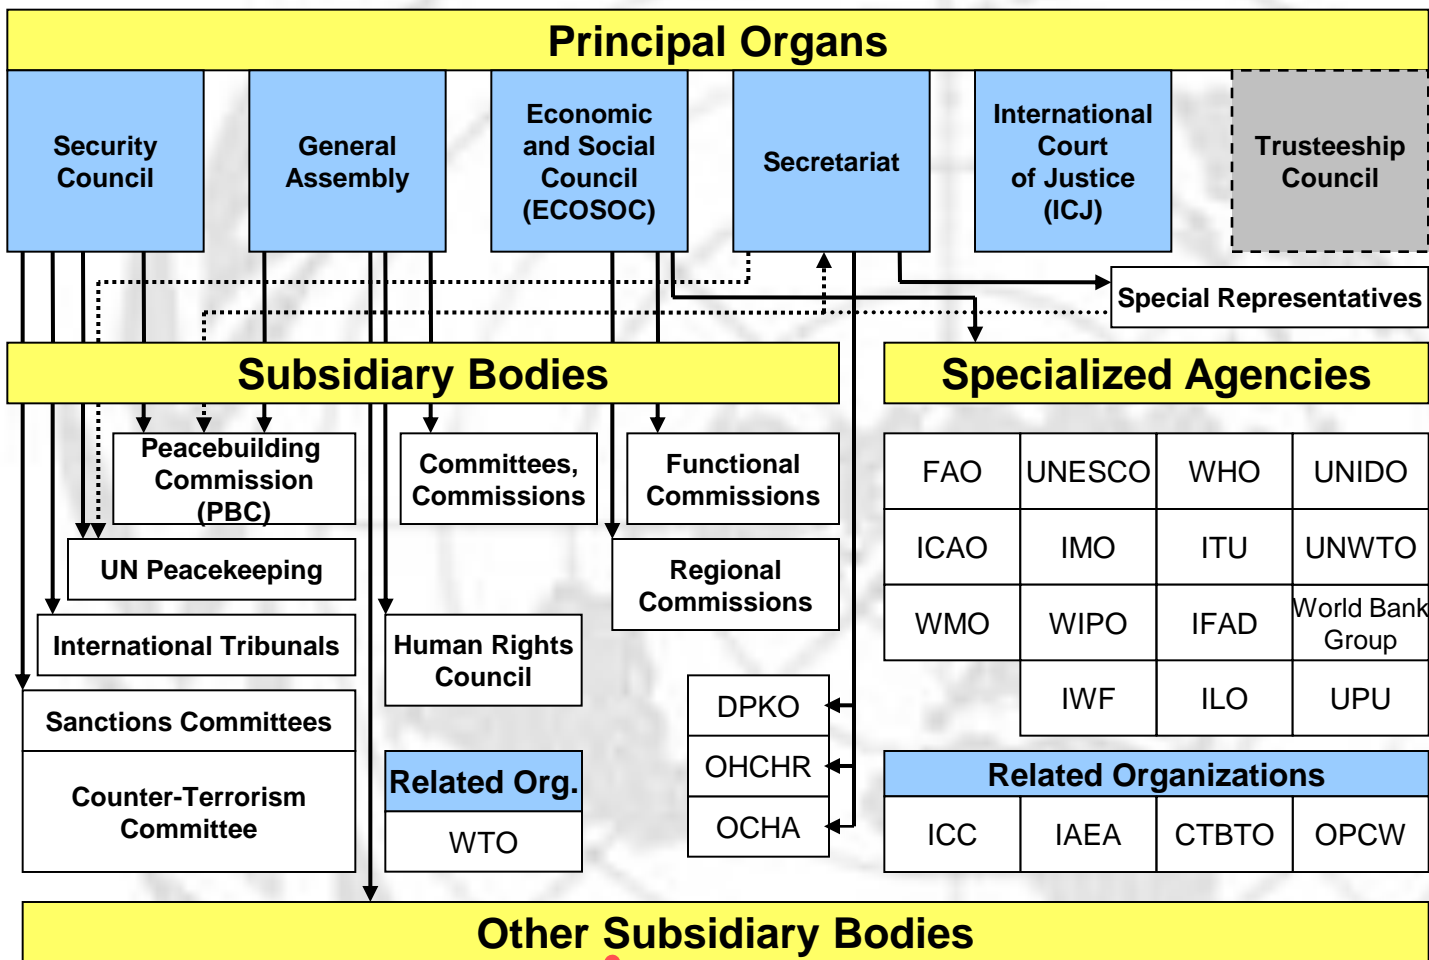 Principal Organs
Security
Council
General
Assembly
Economic
and Social
Council
(ECOSOC)
Secretariat
International
Court
of Justice
(ICJ)
Trusteeship
Council
Special Representatives
Subsidiary Bodies
Specialized Agencies
Peacebuilding
Commission
(PBC)
Committees,
Commissions
Functional
Commissions
UN Peacekeeping
Regional
Commissions
International Tribunals
Human Rights
Council
Sanctions Committees
Counter-Terrorism
Committee
Related Org.
WTO
DPKO
OHCHR
OCHA
FAO UNESCO WHO UNIDO
ICAO IMO ITU UNWTO
WMO WIPO IFAD World Bank
Group
IWF ILO UPU
Related Organizations
ICC IAEA CTBTO OPCW
Other Subsidiary Bodies